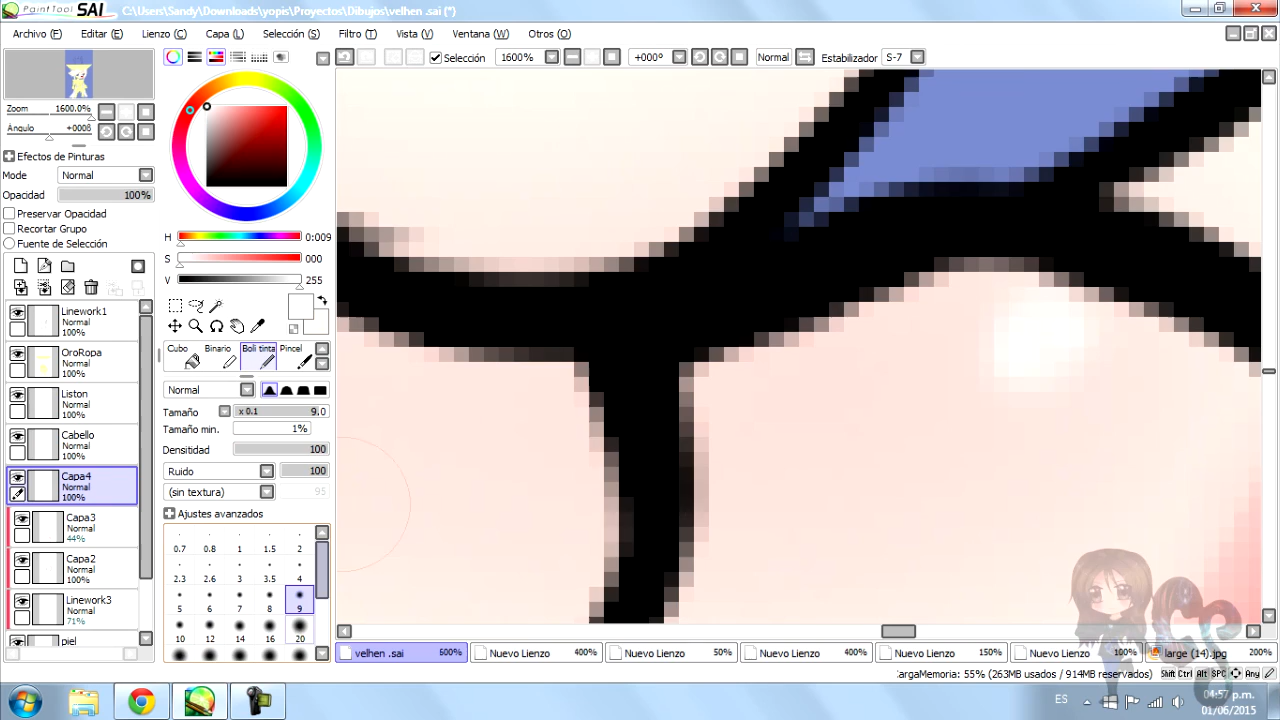 PaintTool SAI C:\Users\Sandy\Downloads\yopis\Proyectos\Dibujos\velhen .sai (*)
Archivo (F) Editar (E) Lienzo (C) Capa (L) Selección (S) Filtro (T) Vista (V) Ventana (W) Otros (O)
Selección 1600% +000° Normal Estabilizador S-7
Zoom 1600.0%
Ángulo +000θ
Efectos de Pinturas
Modo Normal
Opacidad 100%
Preservar Opacidad
Recortar Grupo
Fuente de Selección
Linework1
Normal
100%
OroRopa
Normal
100%
Liston
Normal
100%
Cabello
Normal
100%
Capa4
Normal
100%
Capa3
Normal
44%
Capa2
Normal
100%
Linework3
Normal
71%
piel
H 0:009
S 000
V 255
Cubo Binario Boli tinta Pincel
Normal
Tamaño x 0.1 9.0
Tamaño min. 1%
Densitidad 100
Ruido 100
(sin textura) 95
Ajustes avanzados
0.7 0.8 1 1.5 2
2.3 2.6 3 3.5 4
5 6 7 8 9
10 12 14 16 20
velhen .sai 600% Nuevo Lienzo 400% Nuevo Lienzo 50% Nuevo Lienzo 400% Nuevo Lienzo 150% Nuevo Lienzo 100% large (14).jpg 200%
argaMemoria: 55% (263MB usados / 914MB reservados) Shift Ctrl Alt SPC Any
ES 04:57 p.m.
01/06/2015